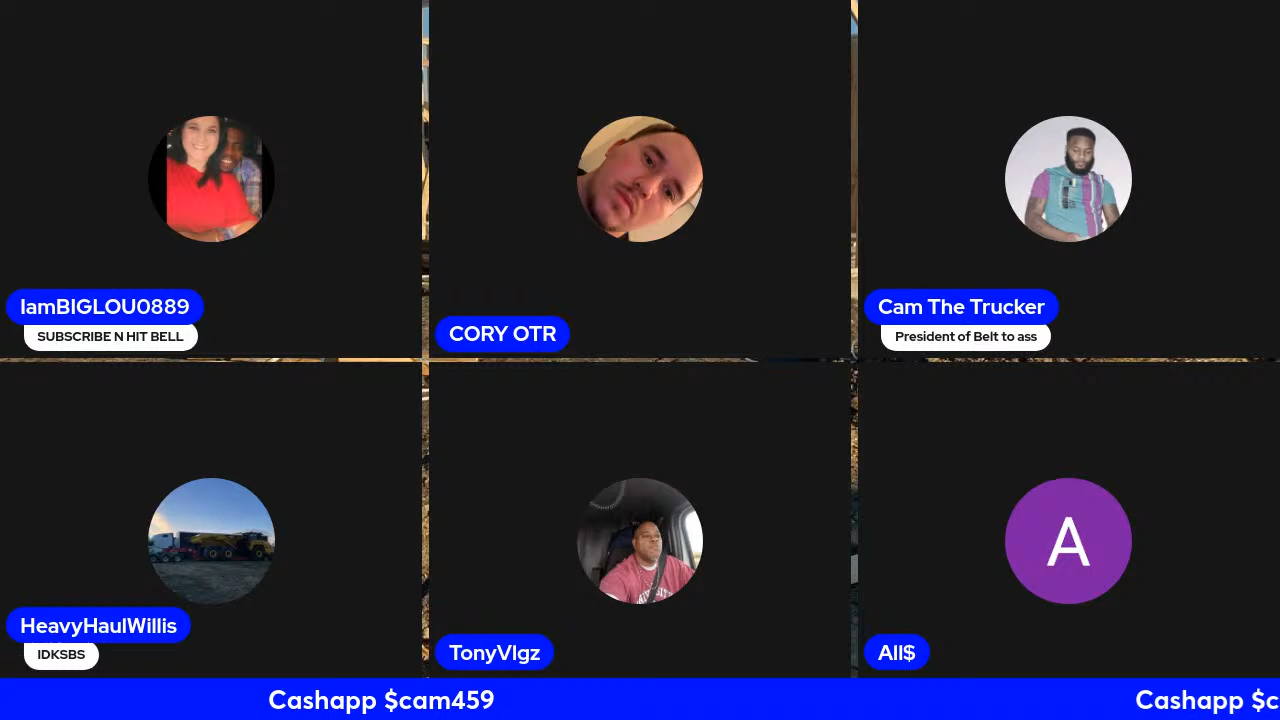 IamBIGLOU0889
SUBSCRIBE N HIT BELL
CORY OTR
Cam The Trucker
President of Belt to ass
HeavyHaulWillis
IDKSBS
TonyVlgz
A
All$
Cashapp $cam459
Cashapp $c